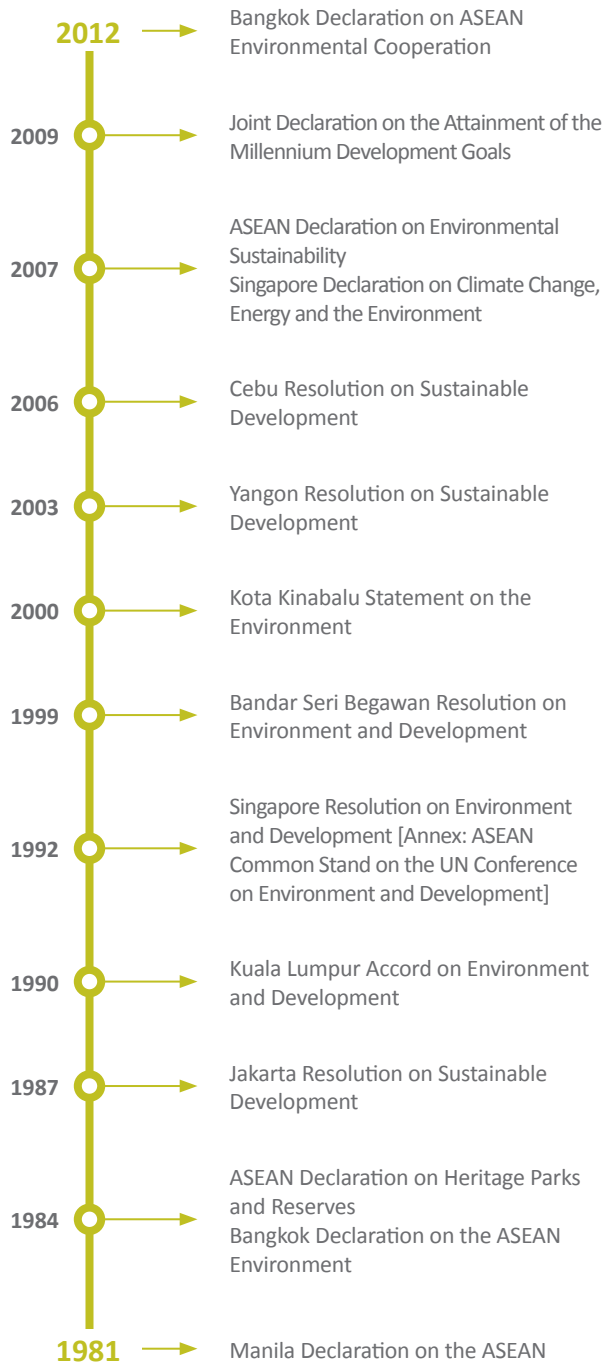 2012
Bangkok Declaration on ASEAN
Environmental Cooperation
2009
Joint Declaration on the Attainment of the
Millennium Development Goals
2007
ASEAN Declaration on Environmental
Sustainability
Singapore Declaration on Climate Change,
Energy and the Environment
2006
Cebu Resolution on Sustainable
Development
2003
Yangon Resolution on Sustainable
Development
2000
Kota Kinabalu Statement on the
Environment
1999
Bandar Seri Begawan Resolution on
Environment and Development
1992
Singapore Resolution on Environment
and Development [Annex: ASEAN
Common Stand on the UN Conference
on Environment and Development]
1990
Kuala Lumpur Accord on Environment
and Development
1987
Jakarta Resolution on Sustainable
Development
1984
ASEAN Declaration on Heritage Parks
and Reserves
Bangkok Declaration on the ASEAN
Environment
1981
Manila Declaration on the ASEAN